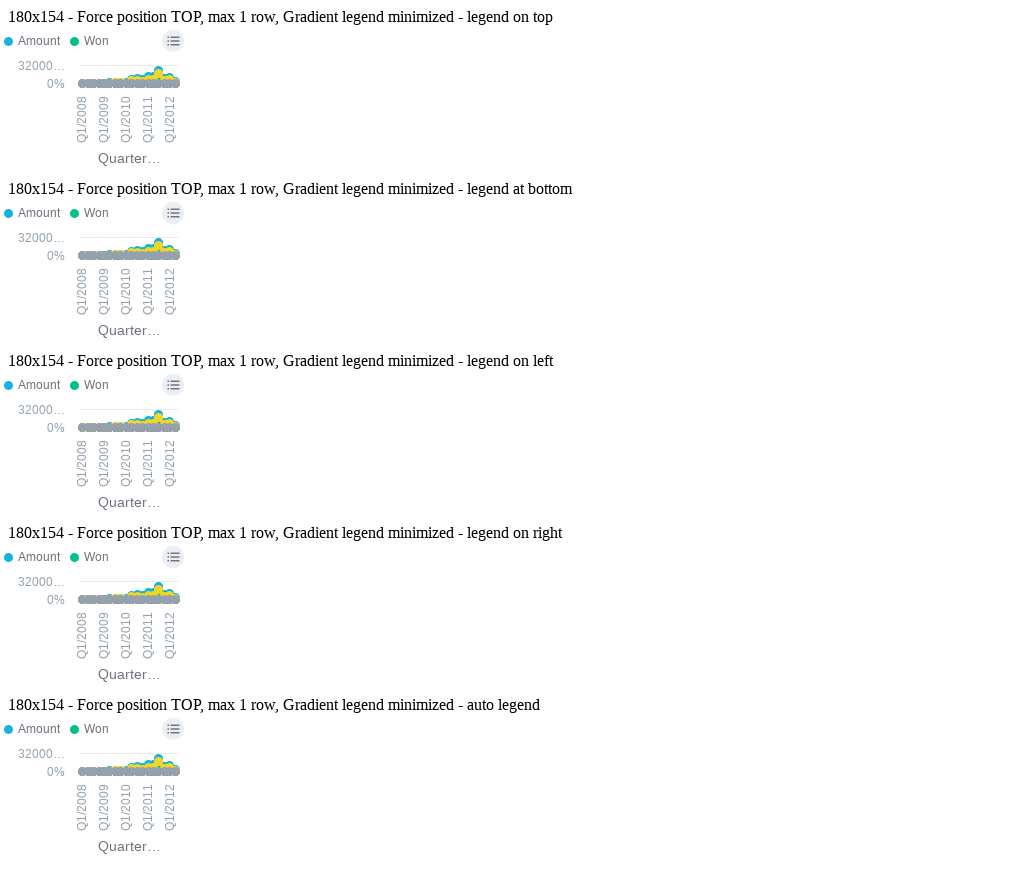 180x154 - Force position TOP, max 1 row, Gradient legend minimized - legend on top
Amount Won
32000…
0%
Q1/2008 Q1/2009 Q1/2010 Q1/2011 Q1/2012
Quarter…
180x154 - Force position TOP, max 1 row, Gradient legend minimized - legend at bottom
Amount Won
32000…
0%
Q1/2008 Q1/2009 Q1/2010 Q1/2011 Q1/2012
Quarter…
180x154 - Force position TOP, max 1 row, Gradient legend minimized - legend on left
Amount Won
32000…
0%
Q1/2008 Q1/2009 Q1/2010 Q1/2011 Q1/2012
Quarter…
180x154 - Force position TOP, max 1 row, Gradient legend minimized - legend on right
Amount Won
32000…
0%
Q1/2008 Q1/2009 Q1/2010 Q1/2011 Q1/2012
Quarter…
180x154 - Force position TOP, max 1 row, Gradient legend minimized - auto legend
Amount Won
32000…
0%
Q1/2008 Q1/2009 Q1/2010 Q1/2011 Q1/2012
Quarter…